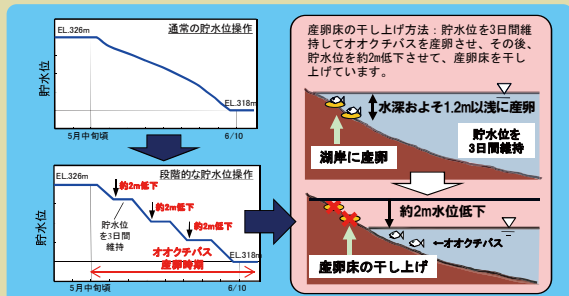 通常の貯水位操作
EL.326m
貯水位
EL.318m
5月中旬頃
6/10
段階的な貯水位操作
EL.326m
約2m低下
約2m低下
約2m低下
貯水位
を3日間
維持
貯水位
オオクチバス
産卵時期
EL.318m
5月中旬頃
6/10
産卵床の干し上げ方法：貯水位を3日間維
持してオオクチバスを産卵させ、その後、
貯水位を約2m低下させて、産卵床を干し
上げています。
水深およそ1.2m以浅に産卵
貯水位を
3日間維持
湖岸に産卵
約2m水位低下
←オオクチバス
産卵床の干し上げ